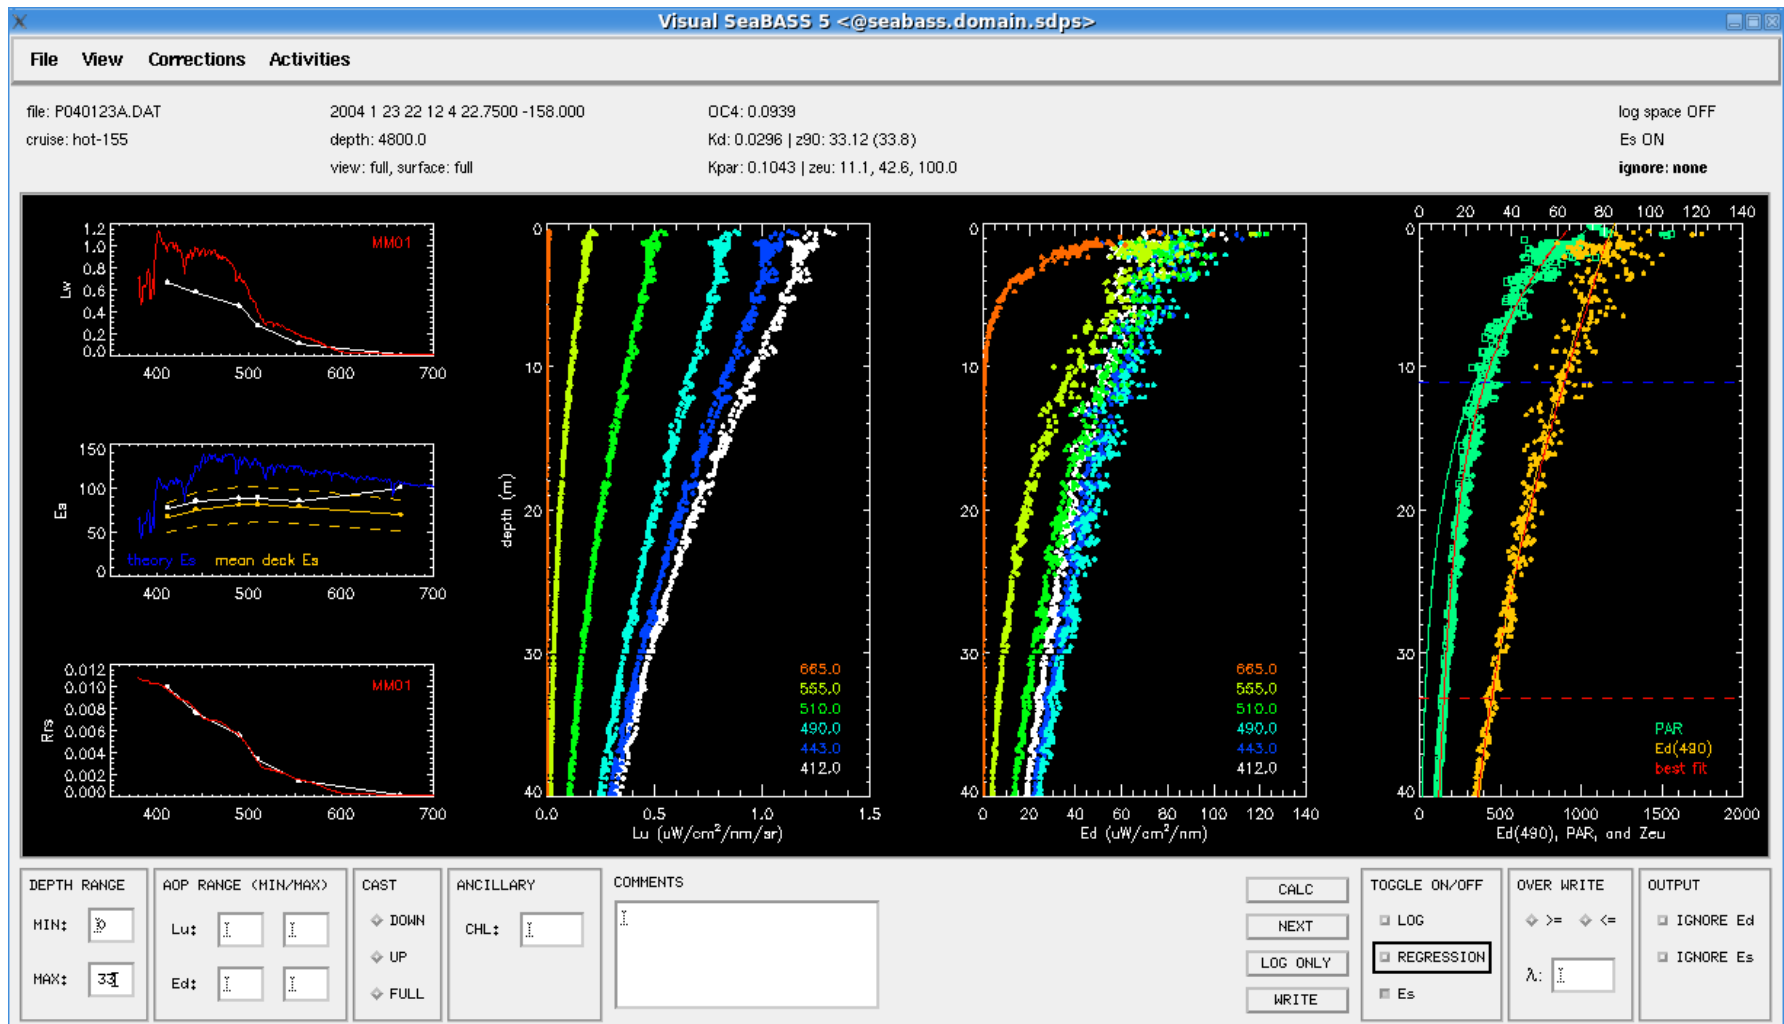 Visual SeaBASS 5 <@seabass.domain.sdps>
File View Corrections Activities
file: P040123A.DAT
cruise: hot-155
2004 1 23 22 12 4 22.7500 -158.000
depth: 4800.0
view: full, surface: full
OC4: 0.0939
Kd: 0.0296 | z90: 33.12 (33.8)
Kpar: 0.1043 | zeu: 11.1, 42.6, 100.0
log space OFF
Es ON
ignore: none
1.2
1.0
0.8
0.6
0.4
0.2
0.0
Lw
MM01
400 500 600 700
150
100
50
0
Es
theory Es mean deck Es
400 500 600 700
0.012
0.010
0.008
0.006
0.004
0.002
0.000
Rrs
MM01
400 500 600 700
0
10
20
30
40
depth (m)
665.0
555.0
510.0
490.0
443.0
412.0
0.0 0.5 1.0 1.5
Lu (uW/cm²/nm/sr)
0
10
20
30
40
665.0
555.0
510.0
490.0
443.0
412.0
0 20 40 60 80 100 120 140
Ed (uW/cm²/nm)
0 20 40 60 80 100 120 140
0
10
20
30
40
PAR
Ed(490)
best fit
0 500 1000 1500 2000
Ed(490), PAR, and Zeu
DEPTH RANGE
MIN: 0
MAX: 33
AOP RANGE (MIN/MAX)
Lu:
Ed:
CAST
DOWN
UP
FULL
ANCILLARY
CHL:
COMMENTS
CALC
NEXT
LOG ONLY
WRITE
TOGGLE ON/OFF
LOG
REGRESSION
Es
OVER WRITE
>= <=
λ:
OUTPUT
IGNORE Ed
IGNORE Es